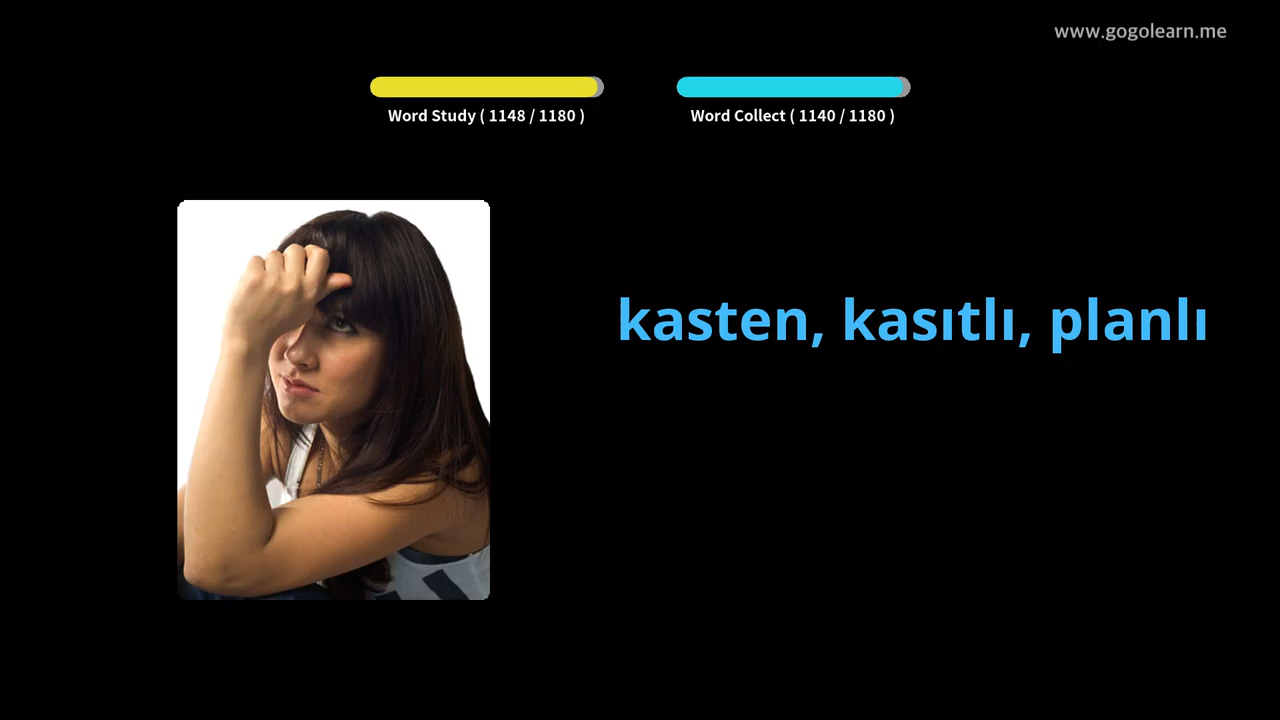 www.gogolearn.me
Word Study ( 1148 / 1180 )
Word Collect ( 1140 / 1180 )
kasten, kasıtlı, planlı